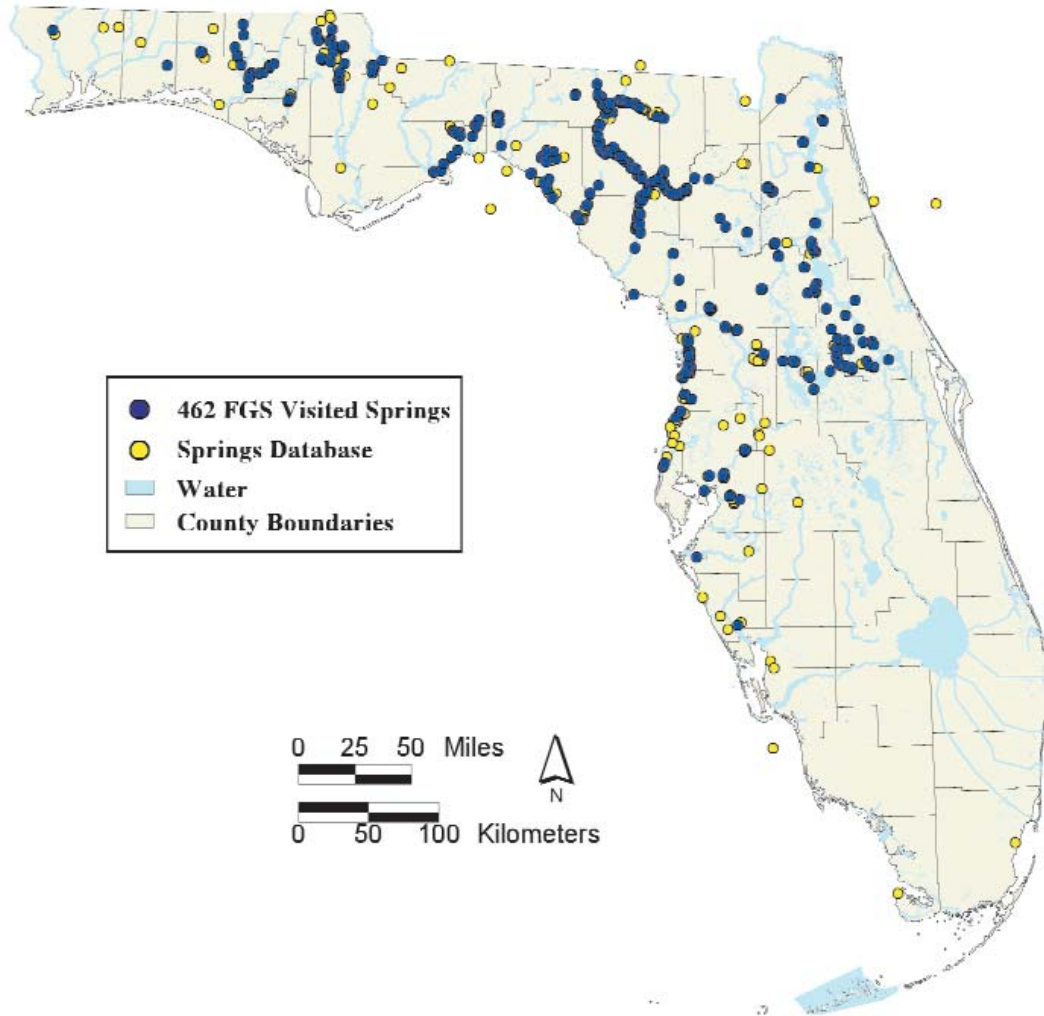 462 FGS Visited Springs
Springs Database
Water
County Boundaries
0 25 50 Miles
N
0 50 100 Kilometers